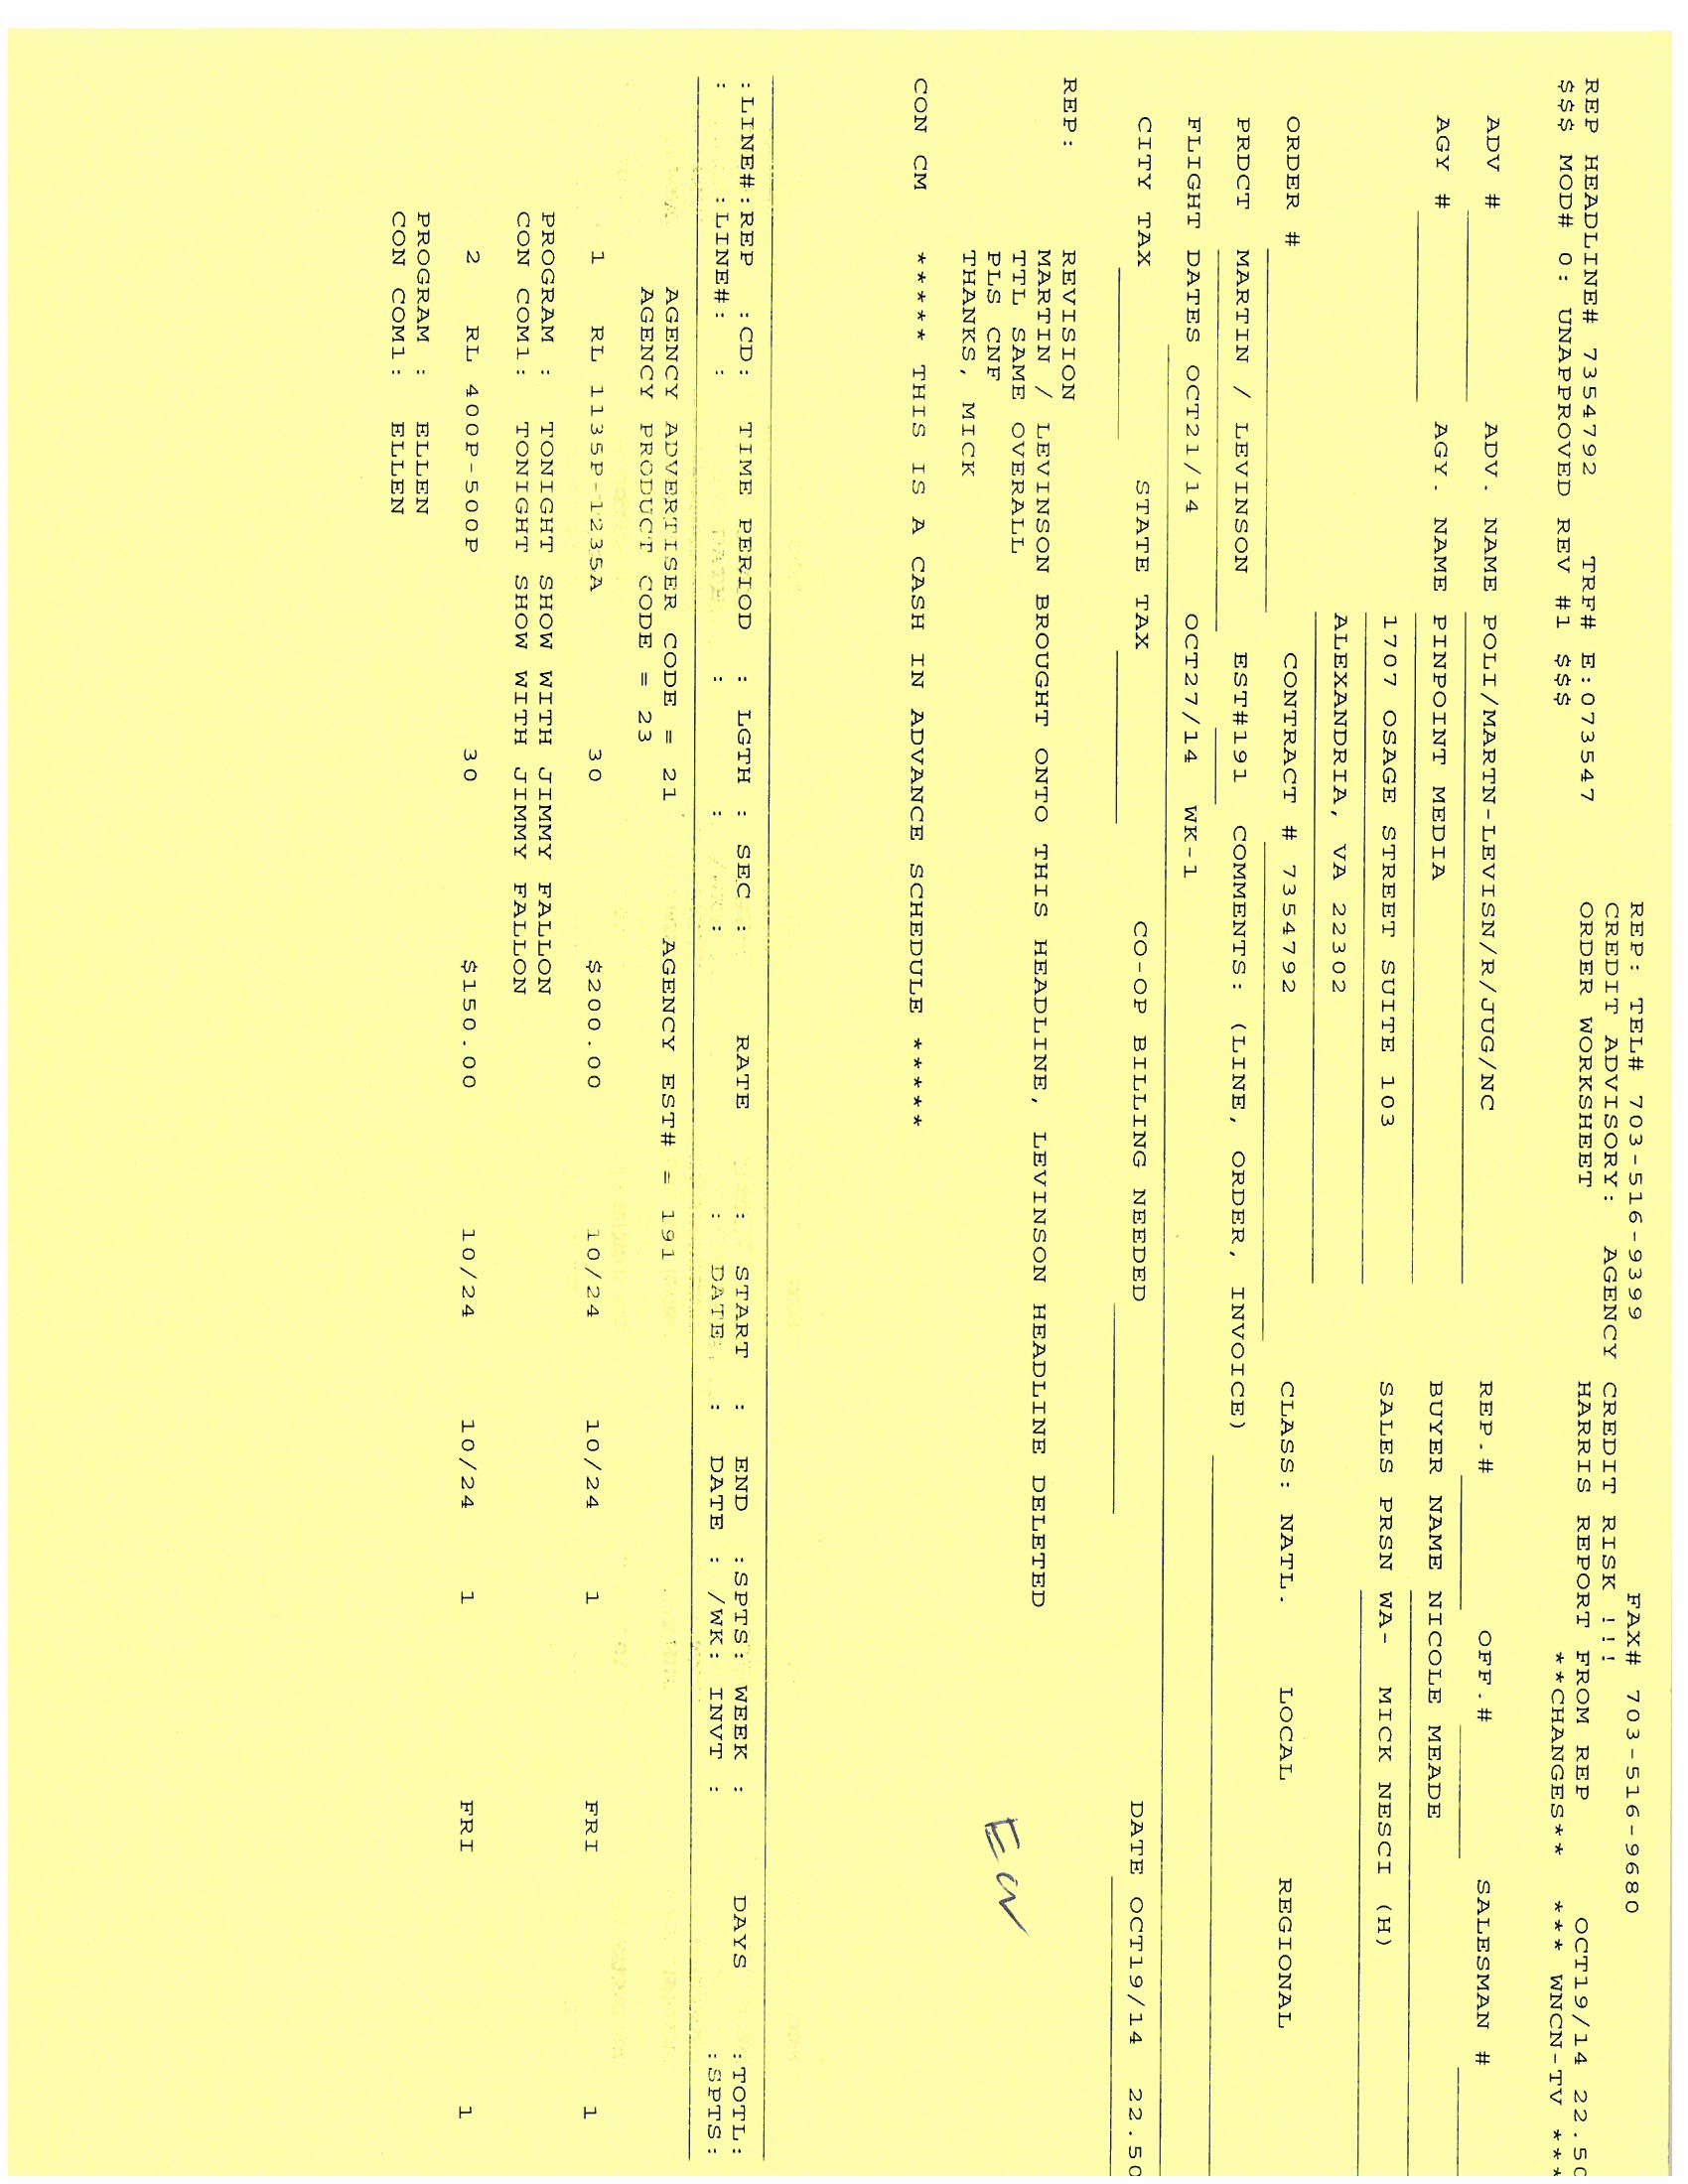 REP: TEL# 703-516-9399 FAX# 703-516-9680
CREDIT ADVISORY: AGENCY CREDIT RISK !!!
REP HEADLINE# 7354792 TRF# E:073547 ORDER WORKSHEET HARRIS REPORT FROM REP OCT19/14 22.50
$$$ MOD# 0: UNAPPROVED REV #1 $$$ **CHANGES** *** WNCN-TV ***
ADV # ADV. NAME POLI/MARTN-LEVISN/R/JUG/NC REP.# OFF.# SALESMAN #
AGY # AGY. NAME PINPOINT MEDIA BUYER NAME NICOLE MEADE
1707 OSAGE STREET SUITE 103 SALES PRSN WA- MICK NESCI (H)
ALEXANDRIA, VA 22302
ORDER # CONTRACT # 7354792 CLASS: NATL. LOCAL REGIONAL
PRDCT MARTIN / LEVINSON EST#191 COMMENTS: (LINE, ORDER, INVOICE)
FLIGHT DATES OCT21/14 OCT27/14 WK-1
CITY TAX STATE TAX CO-OP BILLING NEEDED DATE OCT19/14 22.50
REP: REVISION
MARTIN / LEVINSON BROUGHT ONTO THIS HEADLINE, LEVINSON HEADLINE DELETED
TTL SAME OVERALL
PLS CNF
THANKS, MICK
CON CM ***** THIS IS A CASH IN ADVANCE SCHEDULE *****
:LINE#:REP :CD: TIME PERIOD : LGTH : SEC : RATE : START : END :SPTS: WEEK : DAYS :TOTL:
: :LINE#: : : : : : DATE : DATE : /WK: INVT : :SPTS:
AGENCY ADVERTISER CODE = 21 AGENCY EST# = 191
AGENCY PRODUCT CODE = 23
1 RL 1135P-1235A 30 $200.00 10/24 10/24 1 FRI 1
PROGRAM : TONIGHT SHOW WITH JIMMY FALLON
CON COM1: TONIGHT SHOW WITH JIMMY FALLON
2 RL 400P-500P 30 $150.00 10/24 10/24 1 FRI 1
PROGRAM : ELLEN
CON COM1: ELLEN